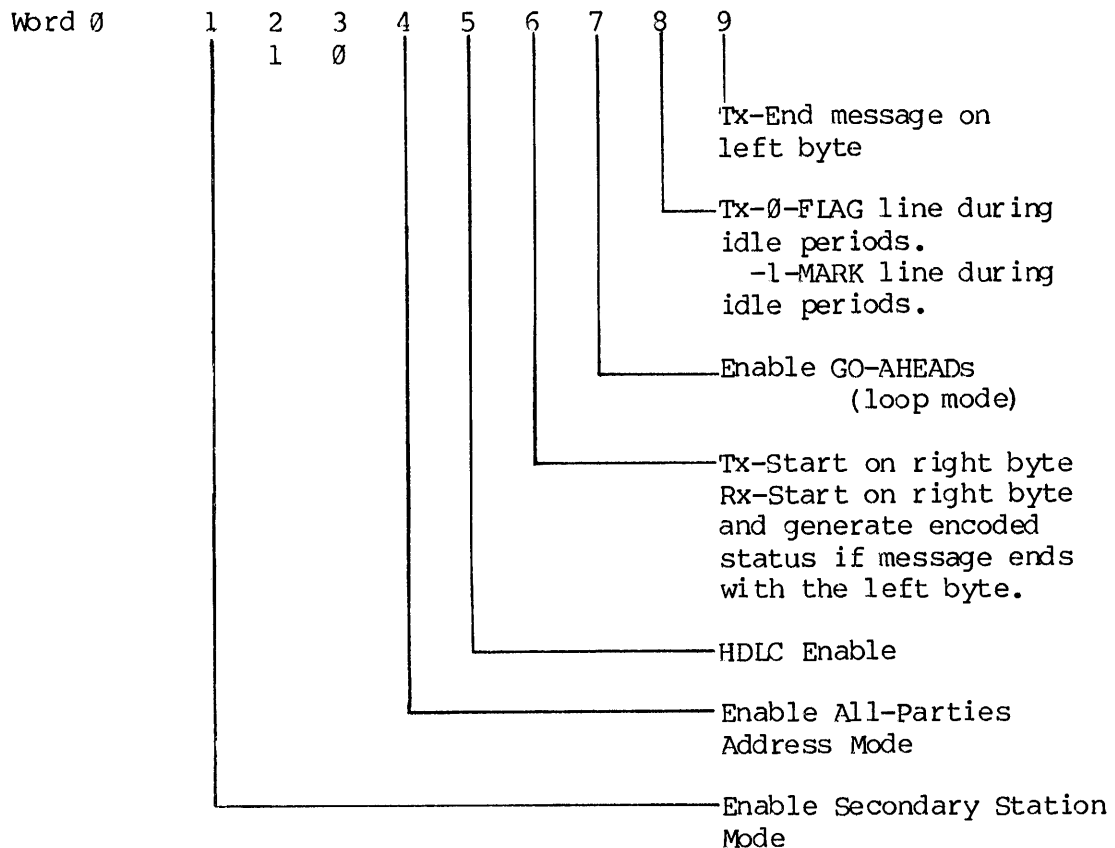 Word Ø 1 2 3 4 5 6 7 8 9
1 Ø
Tx-End message on
left byte
Tx-Ø-FLAG line during
idle periods.
-1-MARK line during
idle periods.
Enable GO-AHEADs
(loop mode)
Tx-Start on right byte
Rx-Start on right byte
and generate encoded
status if message ends
with the left byte.
HDLC Enable
Enable All-Parties
Address Mode
Enable Secondary Station
Mode